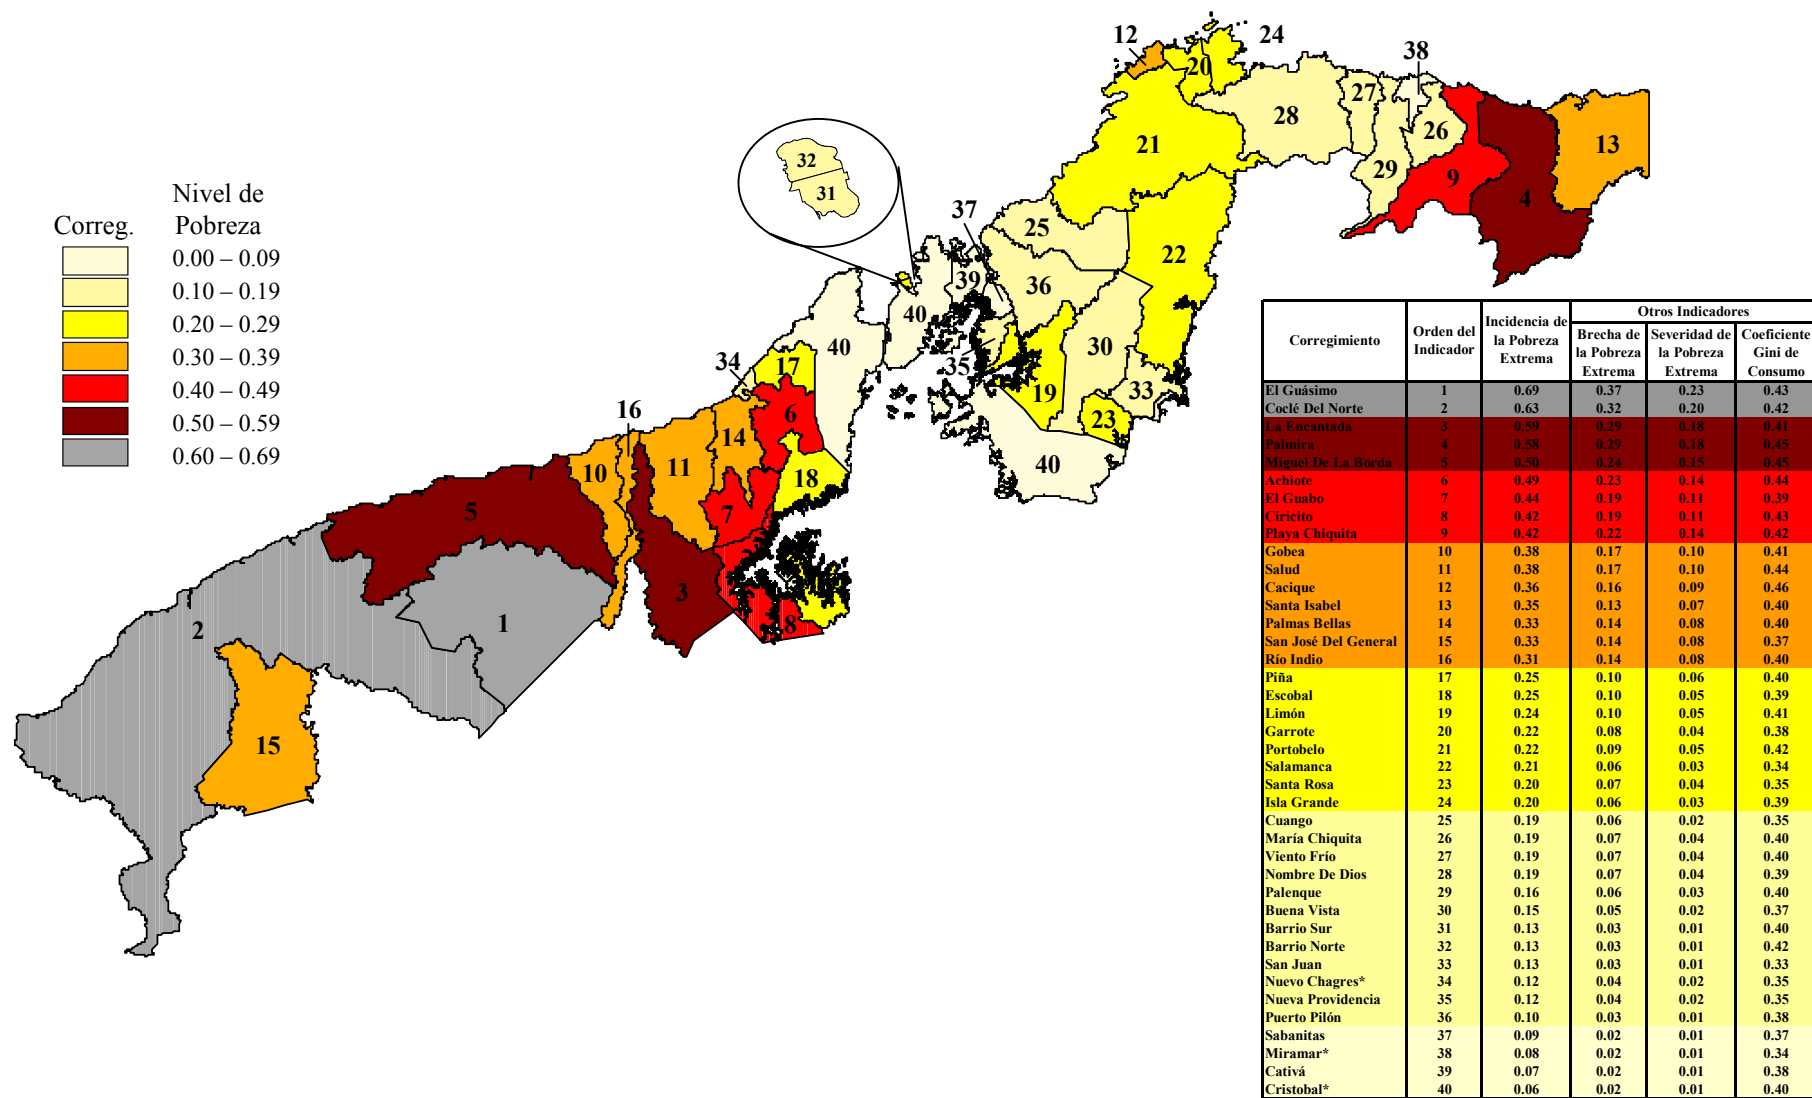 12
24
38
20
27
28
26
21
13
29
9
4
32
31
37
25
22
39
36
40
40
30
35
34
17
33
19
23
16
6
14
10
11
18
40
5
7
3
8
1
2
15
Nivel de
Correg. Pobreza
0.00 – 0.09
0.10 – 0.19
0.20 – 0.29
0.30 – 0.39
0.40 – 0.49
0.50 – 0.59
0.60 – 0.69
Corregimiento
Orden del
Indicador
Incidencia de
la Pobreza
Extrema
Otros Indicadores
Brecha de
la Pobreza
Extrema
Severidad de
la Pobreza
Extrema
Coeficiente
Gini de
Consumo
El Guásimo 1 0.69 0.37 0.23 0.43
Coclé Del Norte 2 0.63 0.32 0.20 0.42
La Encantada 3 0.59 0.29 0.18 0.41
Palmira 4 0.58 0.29 0.18 0.45
Miguel De La Borda 5 0.50 0.24 0.15 0.45
Achiote 6 0.49 0.23 0.14 0.44
El Guabo 7 0.44 0.19 0.11 0.39
Ciricito 8 0.42 0.19 0.11 0.43
Playa Chiquita 9 0.42 0.22 0.14 0.42
Gobea 10 0.38 0.17 0.10 0.41
Salud 11 0.38 0.17 0.10 0.44
Cacique 12 0.36 0.16 0.09 0.46
Santa Isabel 13 0.35 0.13 0.07 0.40
Palmas Bellas 14 0.33 0.14 0.08 0.40
San José Del General 15 0.33 0.14 0.08 0.37
Río Indio 16 0.31 0.14 0.08 0.40
Piña 17 0.25 0.10 0.06 0.40
Escobal 18 0.25 0.10 0.05 0.39
Limón 19 0.24 0.10 0.05 0.41
Garrote 20 0.22 0.08 0.04 0.38
Portobelo 21 0.22 0.09 0.05 0.42
Salamanca 22 0.21 0.06 0.03 0.34
Santa Rosa 23 0.20 0.07 0.04 0.35
Isla Grande 24 0.20 0.06 0.03 0.39
Cuango 25 0.19 0.06 0.02 0.35
María Chiquita 26 0.19 0.07 0.04 0.40
Viento Frío 27 0.19 0.07 0.04 0.40
Nombre De Dios 28 0.19 0.07 0.04 0.39
Palenque 29 0.16 0.06 0.03 0.40
Buena Vista 30 0.15 0.05 0.02 0.37
Barrio Sur 31 0.13 0.03 0.01 0.40
Barrio Norte 32 0.13 0.03 0.01 0.42
San Juan 33 0.13 0.03 0.01 0.33
Nuevo Chagres* 34 0.12 0.04 0.02 0.35
Nueva Providencia 35 0.12 0.04 0.02 0.35
Puerto Pilón 36 0.10 0.03 0.01 0.38
Sabanitas 37 0.09 0.02 0.01 0.37
Miramar* 38 0.08 0.02 0.01 0.34
Cativá 39 0.07 0.02 0.01 0.38
Cristobal* 40 0.06 0.02 0.01 0.40